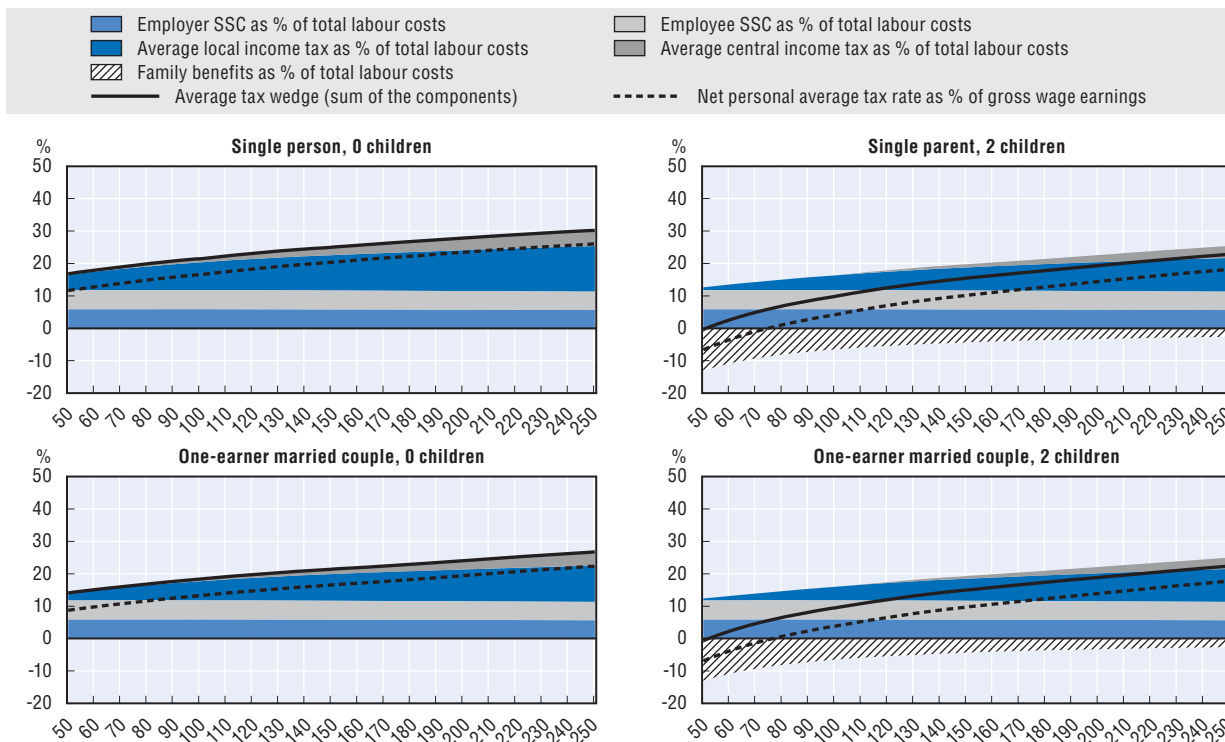 Employer SSC as % of total labour costs
Employee SSC as % of total labour costs
Average local income tax as % of total labour costs
Average central income tax as % of total labour costs
Family benefits as % of total labour costs
Average tax wedge (sum of the components)
Net personal average tax rate as % of gross wage earnings
%
Single person, 0 children
50
40
30
20
10
0
-10
-20
50 60 70 80 90 100 110 120 130 140 150 160 170 180 190 200 210 220 230 240 250
%
Single parent, 2 children
50
40
30
20
10
0
-10
-20
50 60 70 80 90 100 110 120 130 140 150 160 170 180 190 200 210 220 230 240 250
%
One-earner married couple, 0 children
50
40
30
20
10
0
-10
-20
50 60 70 80 90 100 110 120 130 140 150 160 170 180 190 200 210 220 230 240 250
%
One-earner married couple, 2 children
50
40
30
20
10
0
-10
-20
50 60 70 80 90 100 110 120 130 140 150 160 170 180 190 200 210 220 230 240 250